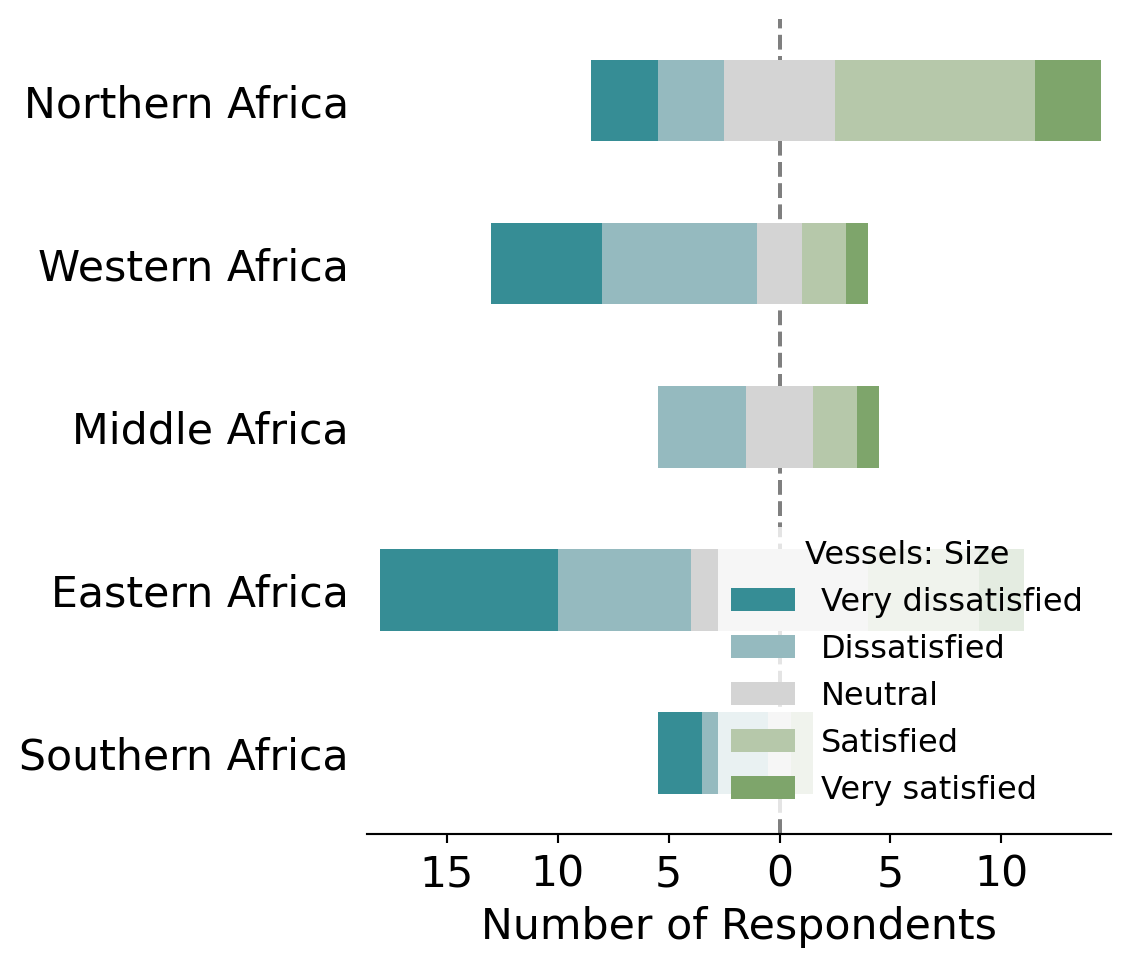 Northern Africa
Western Africa
Middle Africa
Eastern Africa
Southern Africa
Vessels: Size
Very dissatisfied
Dissatisfied
Neutral
Satisfied
Very satisfied
15 10 5 0 5 10
Number of Respondents